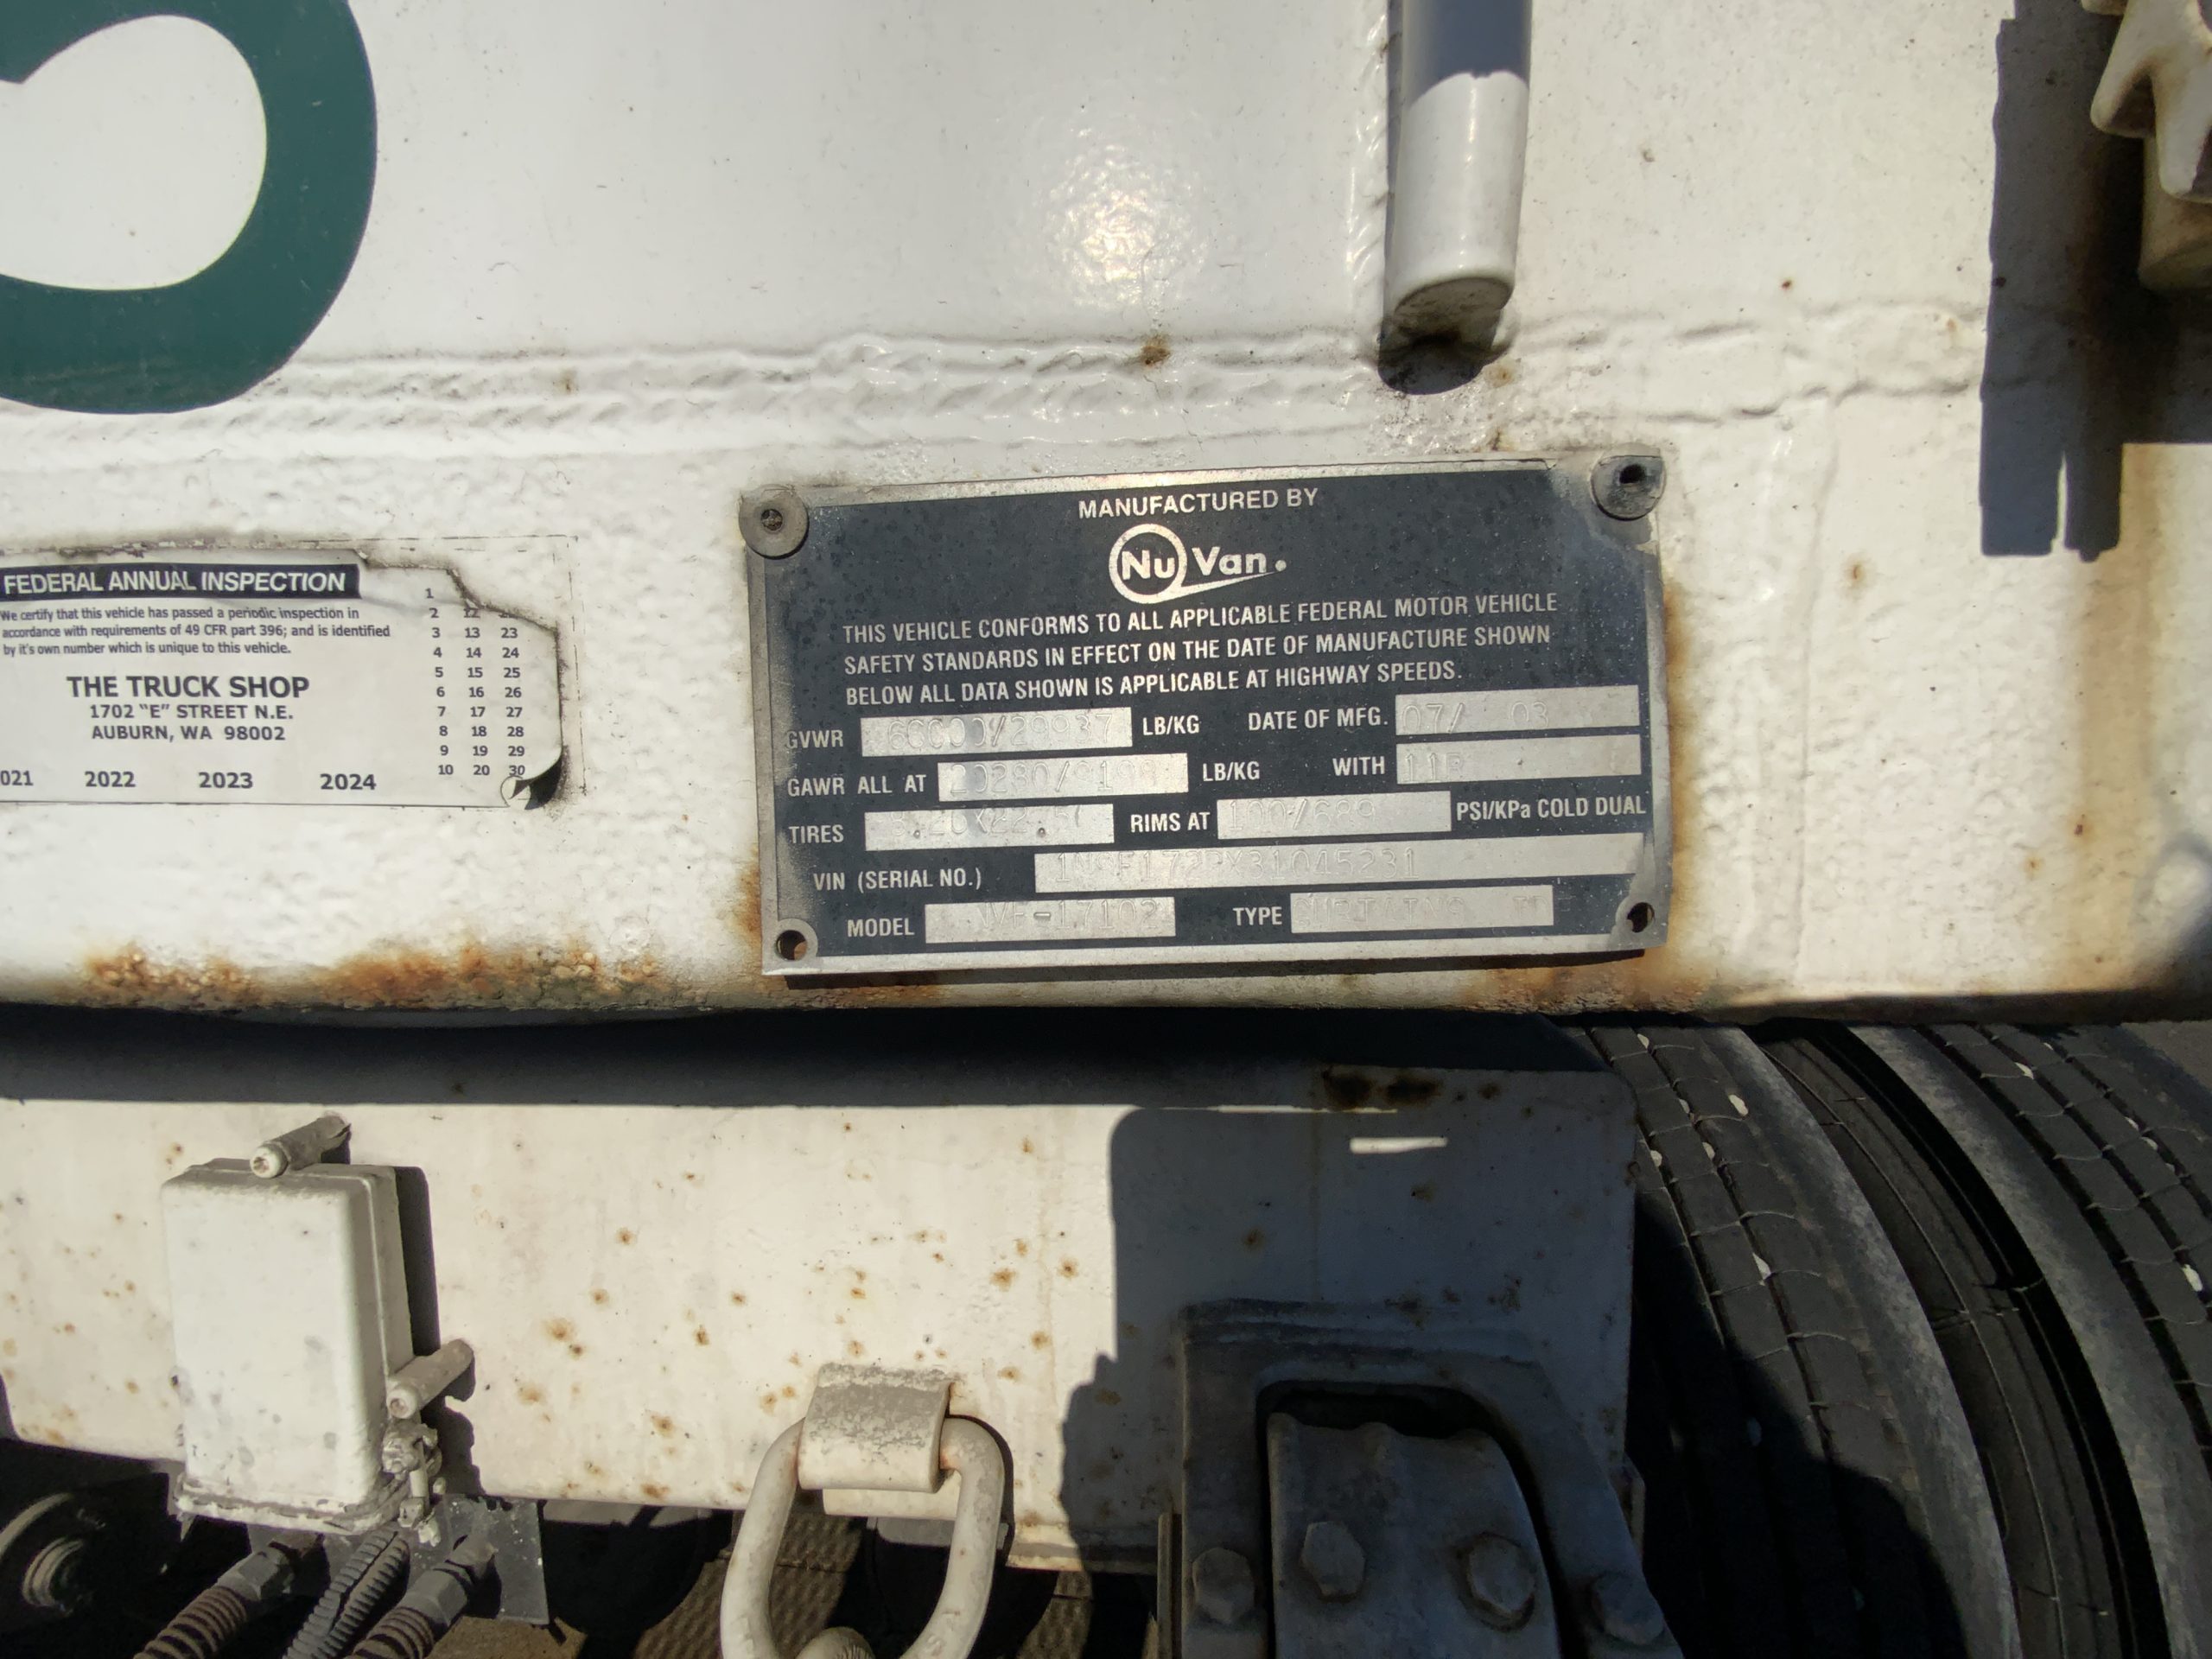 FEDERAL ANNUAL INSPECTION
We certify that this vehicle has passed a periodic inspection in
accordance with requirements of 49 CFR part 396; and is identified
by it's own number which is unique to this vehicle.
THE TRUCK SHOP
1702 "E" STREET N.E.
AUBURN, WA 98002
021 2022 2023 2024
1
2 12
3 13 23
4 14 24
5 15 25
6 16 26
7 17 27
8 18 28
9 19 29
10 20 30
MANUFACTURED BY
Nu Van.
THIS VEHICLE CONFORMS TO ALL APPLICABLE FEDERAL MOTOR VEHICLE
SAFETY STANDARDS IN EFFECT ON THE DATE OF MANUFACTURE SHOWN
BELOW ALL DATA SHOWN IS APPLICABLE AT HIGHWAY SPEEDS.
GVWR LB/KG DATE OF MFG. 07/ 03
GAWR ALL AT LB/KG WITH
TIRES RIMS AT 100/689 PSI/KPa COLD DUAL
VIN (SERIAL NO.)
MODEL TYPE